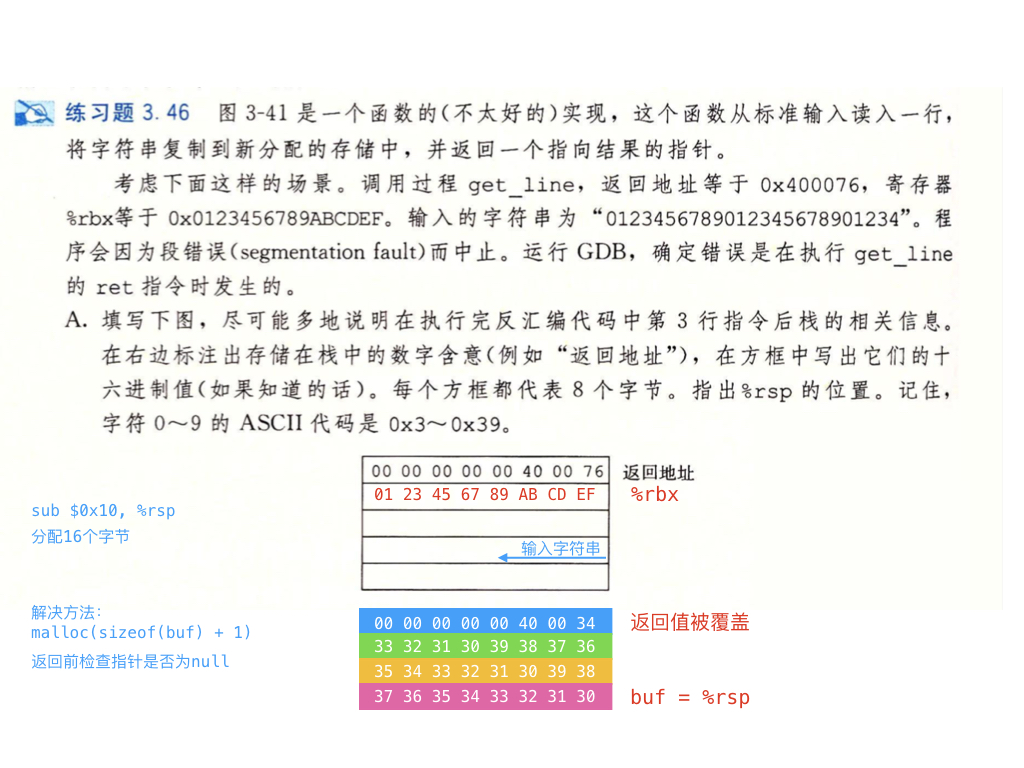 练习题 3.46 图 3-41 是一个函数的(不太好的)实现，这个函数从标准输入读入一行，
将字符串复制到新分配的存储中，并返回一个指向结果的指针。
考虑下面这样的场景。调用过程 get_line，返回地址等于 0x400076，寄存器
%rbx等于 0x0123456789ABCDEF。输入的字符串为“0123456789012345678901234”。程
序会因为段错误(segmentation fault)而中止。运行 GDB，确定错误是在执行 get_line
的 ret 指令时发生的。
A. 填写下图，尽可能多地说明在执行完反汇编代码中第 3 行指令后栈的相关信息。
在右边标注出存储在栈中的数字含意(例如“返回地址”)，在方框中写出它们的十
六进制值(如果知道的话)。每个方框都代表 8 个字节。指出%rsp 的位置。记住，
字符 0～9 的 ASCII 代码是 0x3～0x39。
00 00 00 00 00 40 00 76 返回地址
01 23 45 67 89 AB CD EF %rbx
sub $0x10, %rsp
分配16个字节
输入字符串
解决方法:
malloc(sizeof(buf) + 1)
返回前检查指针是否为null
00 00 00 00 00 40 00 34 返回值被覆盖
33 32 31 30 39 38 37 36
35 34 33 32 31 30 39 38
37 36 35 34 33 32 31 30 buf = %rsp